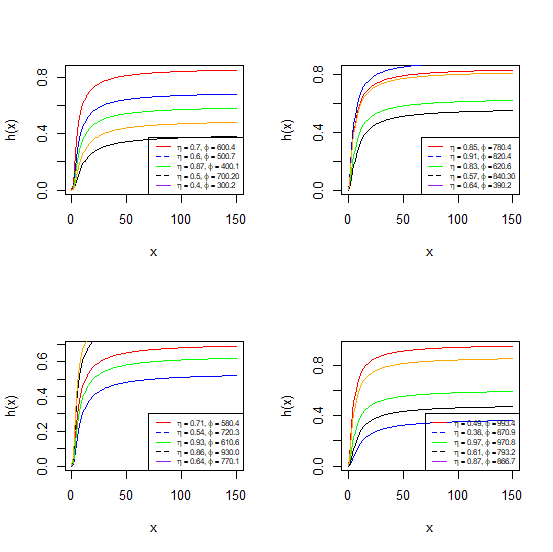 h(x)
0.0 0.4 0.8
0 50 100 150
x
η = 0.7, ϕ = 600.4
η = 0.6, ϕ = 500.7
η = 0.87, ϕ = 400.1
η = 0.5, ϕ = 700.20
η = 0.4, ϕ = 300.2
h(x)
0.0 0.4 0.8
0 50 100 150
x
η = 0.85, ϕ = 780.4
η = 0.91, ϕ = 820.4
η = 0.83, ϕ = 620.6
η = 0.57, ϕ = 840.30
η = 0.64, ϕ = 390.2
h(x)
0.0 0.2 0.4 0.6
0 50 100 150
x
η = 0.71, ϕ = 580.4
η = 0.54, ϕ = 720.3
η = 0.93, ϕ = 610.6
η = 0.86, ϕ = 930.0
η = 0.64, ϕ = 770.1
h(x)
0.0 0.4 0.8
0 50 100 150
x
η = 0.49, ϕ = 993.4
η = 0.38, ϕ = 870.9
η = 0.97, ϕ = 970.8
η = 0.61, ϕ = 793.2
η = 0.87, ϕ = 866.7